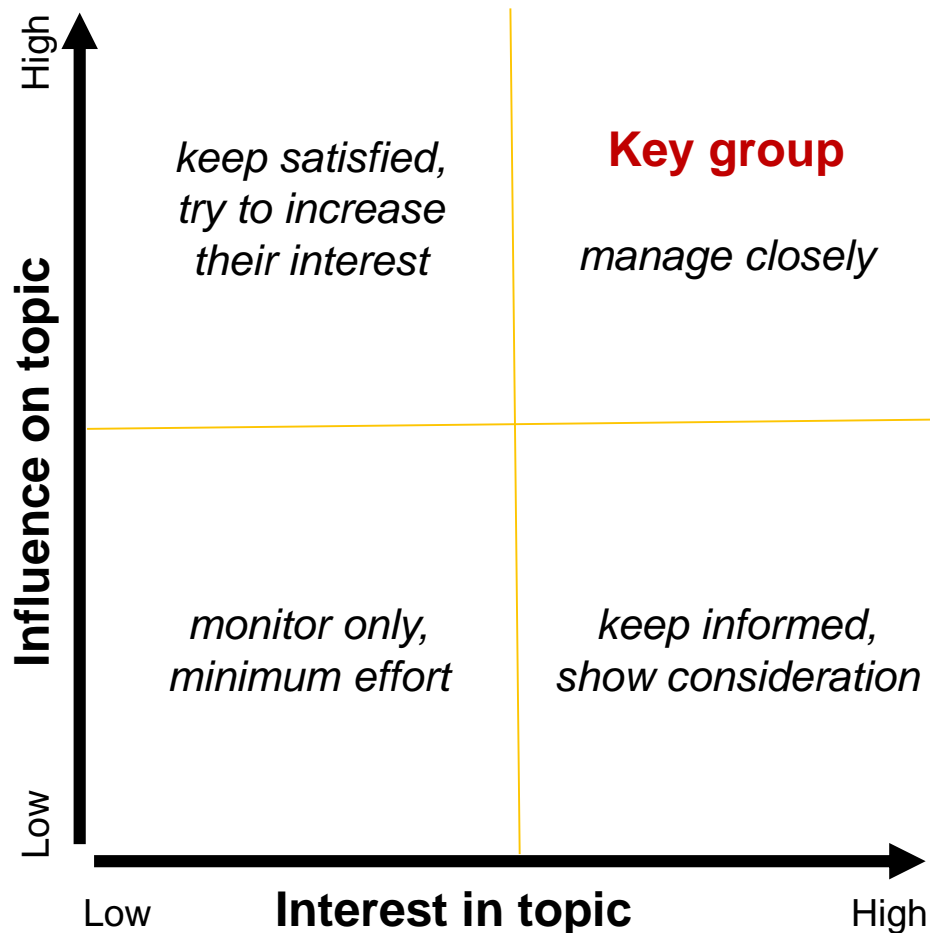 High
keep satisfied,
try to increase
their interest
Key group
manage closely
Influence on topic
monitor only,
minimum effort
keep informed,
show consideration
Low
Low
Interest in topic
High